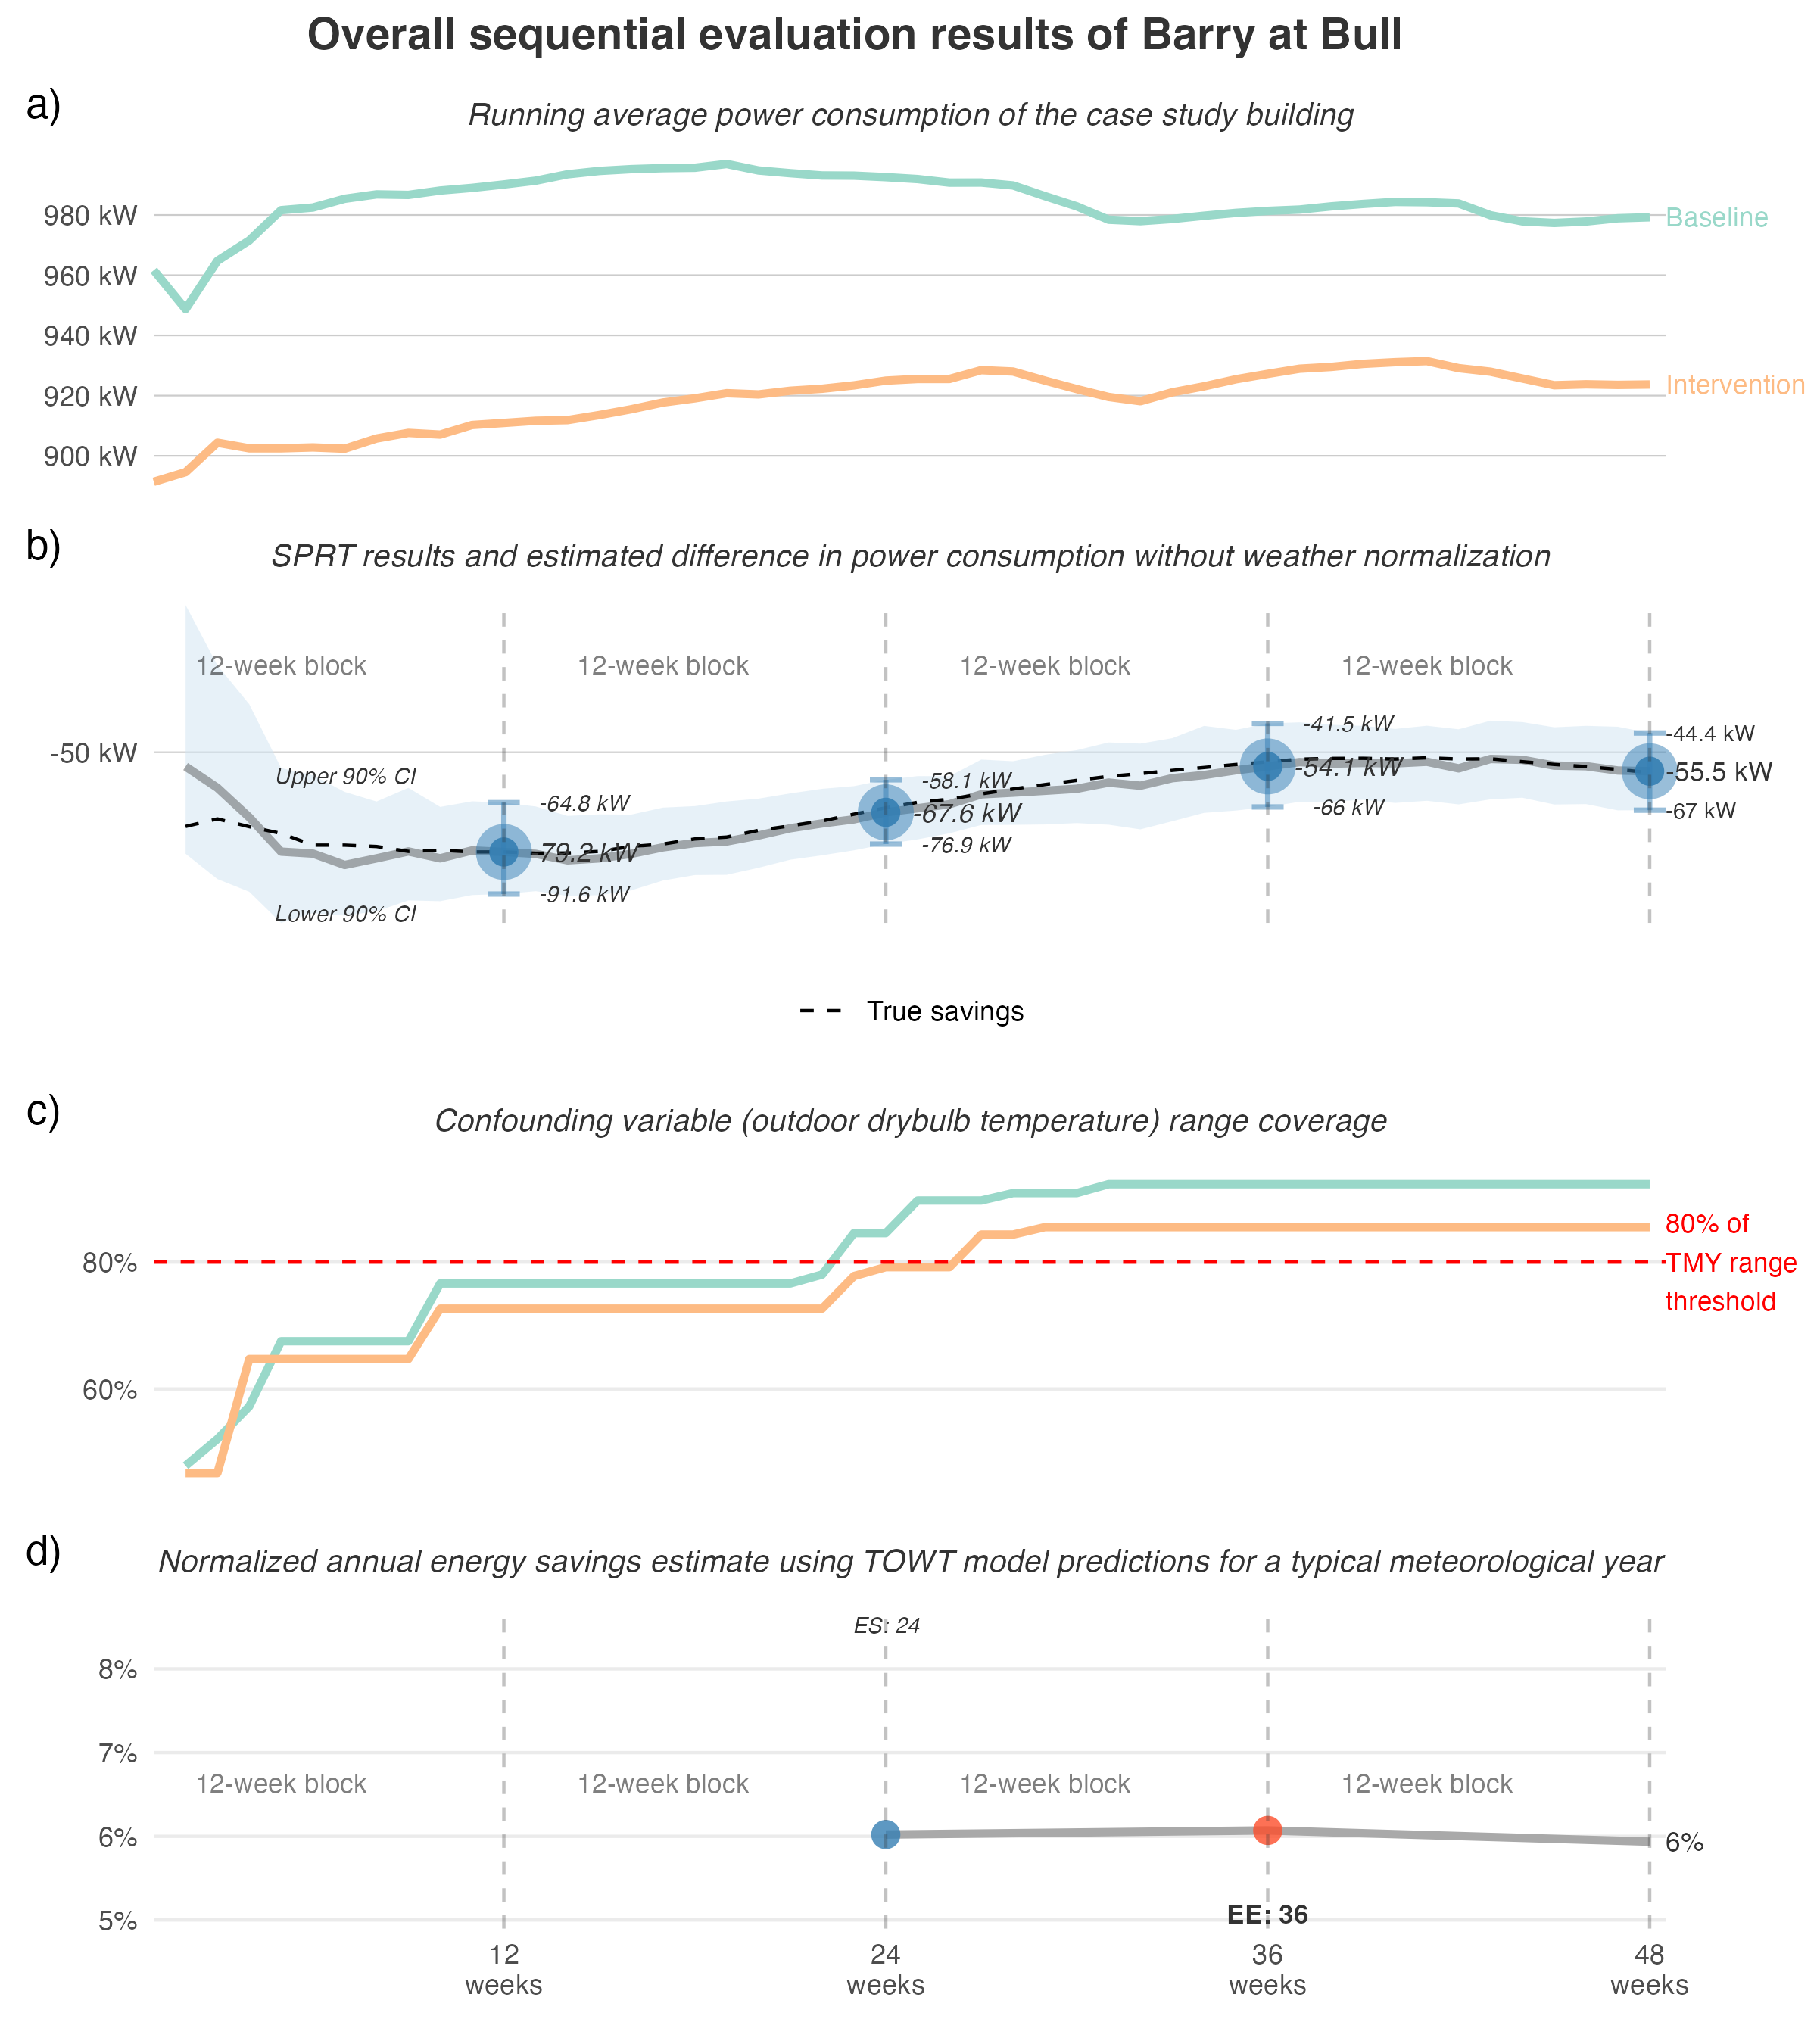 Overall sequential evaluation results of Barry at Bull
a)
Running average power consumption of the case study building
980 kW
960 kW
940 kW
920 kW
900 kW
Baseline
Intervention
b)
SPRT results and estimated difference in power consumption without weather normalization
12-week block
12-week block
12-week block
12-week block
-50 kW
Upper 90% CI
Lower 90% CI
-64.8 kW
-79.2 kW
-91.6 kW
-58.1 kW
-67.6 kW
-76.9 kW
-41.5 kW
-54.1 kW
-66 kW
-44.4 kW
-55.5 kW
-67 kW
True savings
c)
Confounding variable (outdoor drybulb temperature) range coverage
80%
60%
80% of
TMY range
threshold
d)
Normalized annual energy savings estimate using TOWT model predictions for a typical meteorological year
ES: 24
8%
7%
6%
5%
12-week block
12-week block
12-week block
12-week block
6%
EE: 36
12
weeks
24
weeks
36
weeks
48
weeks